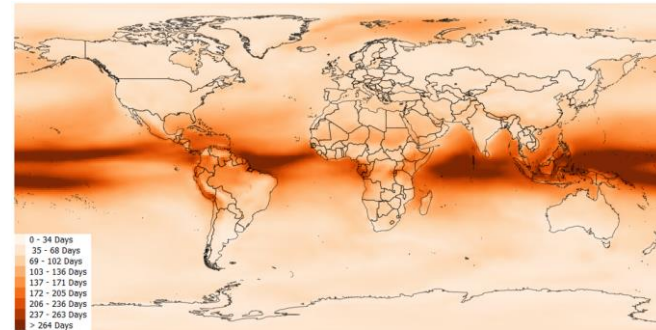 0 - 34 Days
35 - 68 Days
69 - 102 Days
103 - 136 Days
137 - 171 Days
172 - 205 Days
206 - 236 Days
237 - 263 Days
> 264 Days